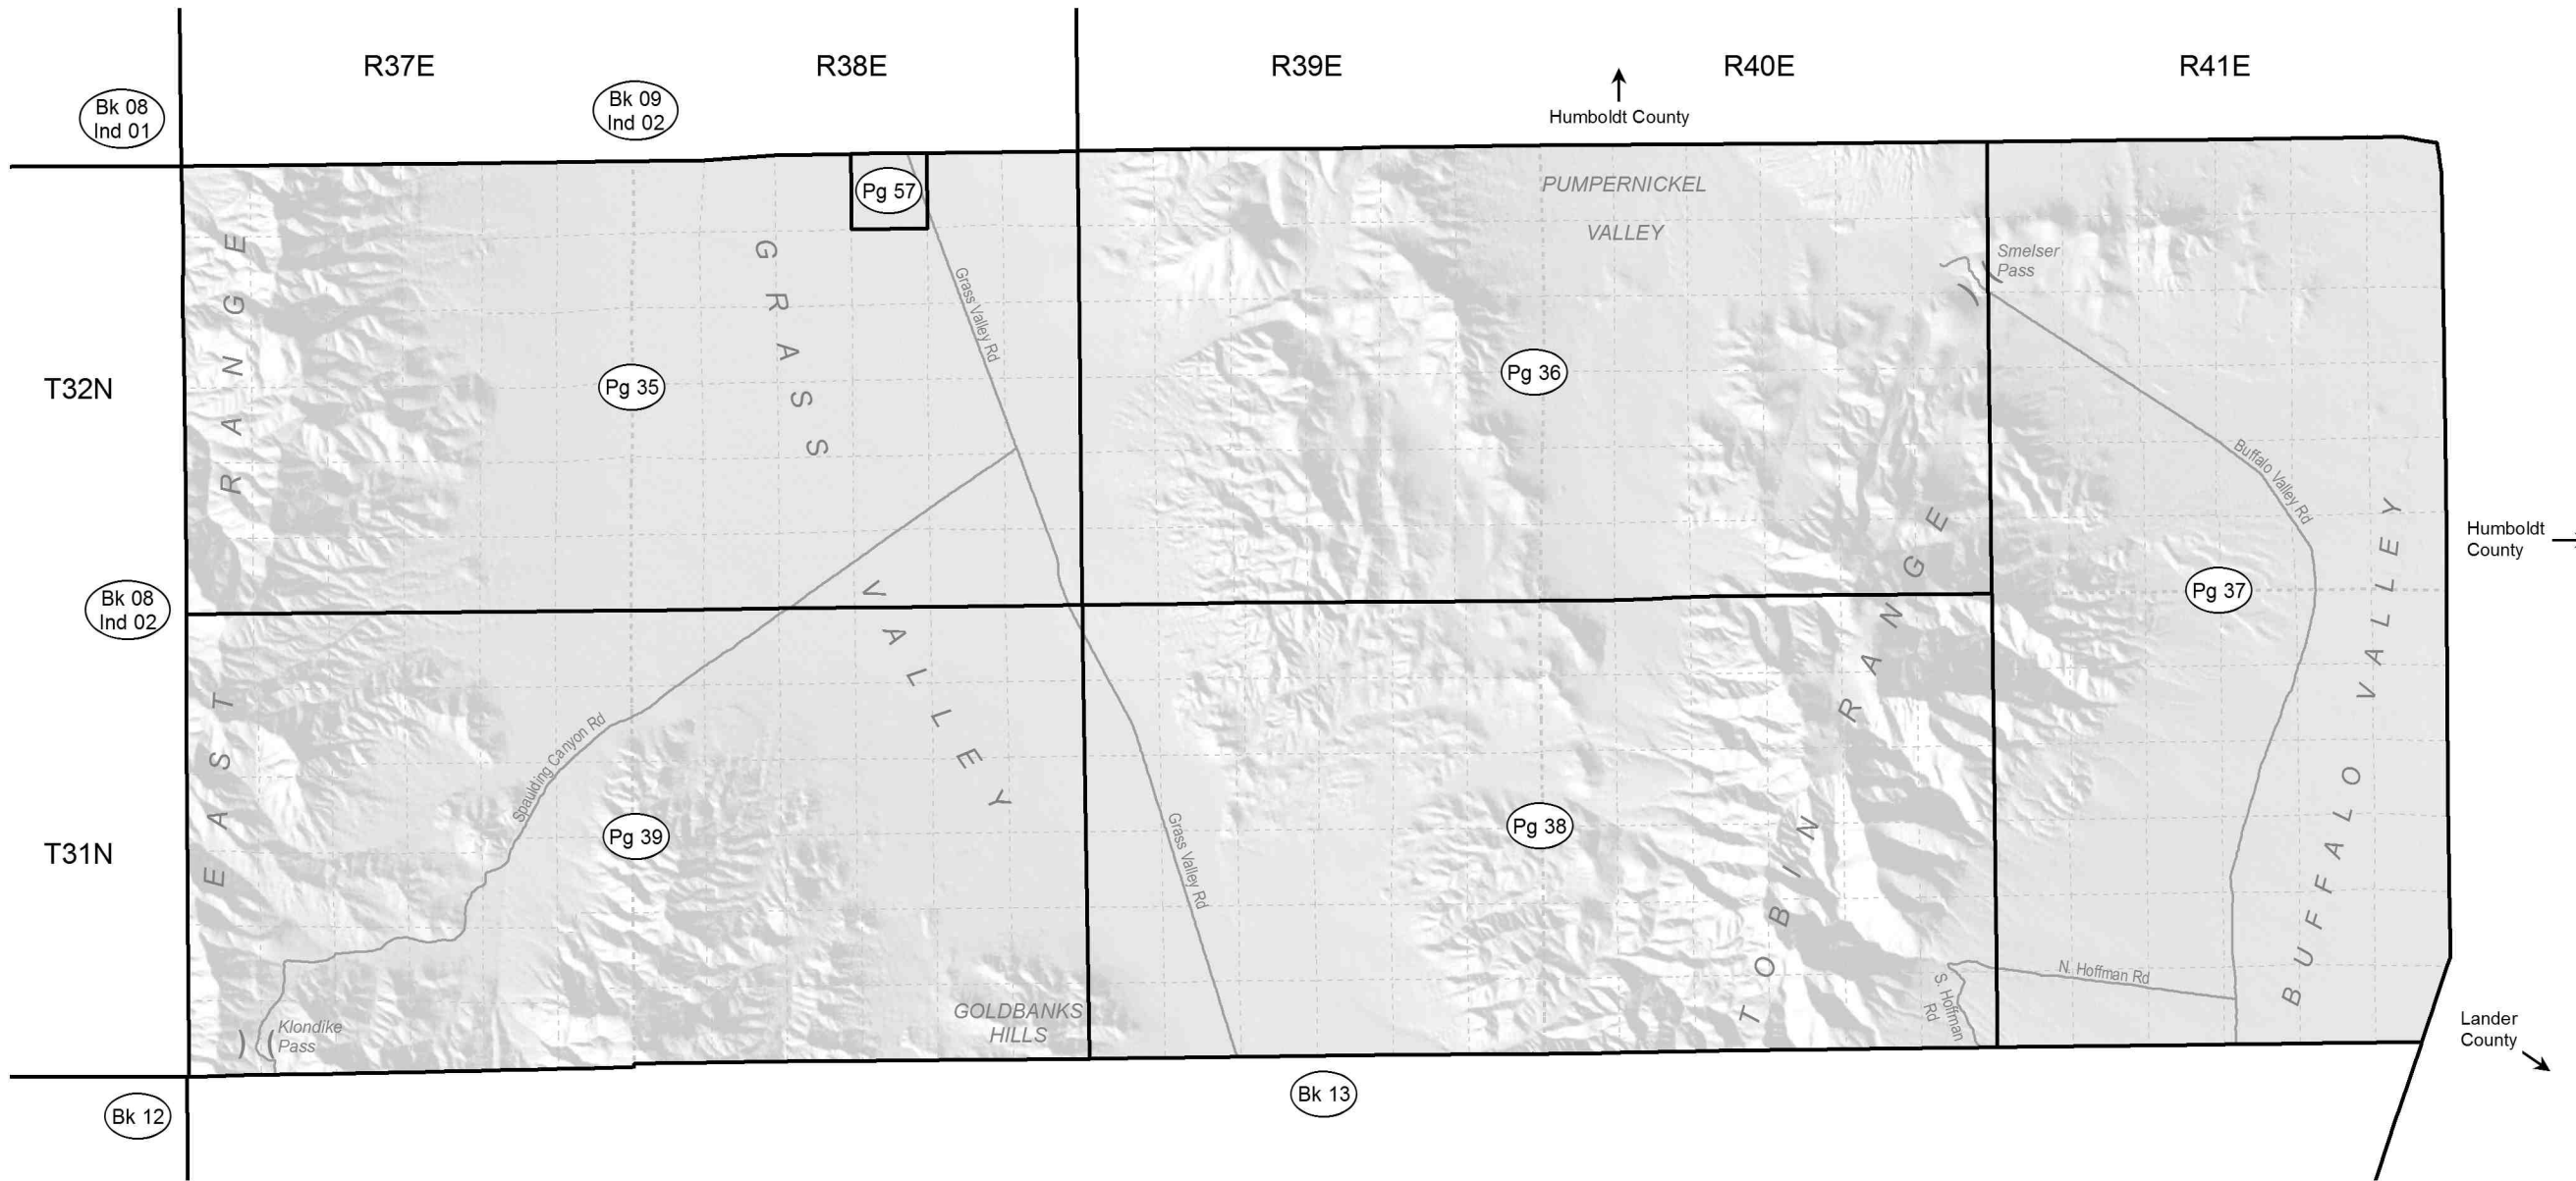 R37E
R38E
R39E
R40E
R41E
Bk 08
Ind 01
Bk 09
Ind 02
Humboldt County
Pg 57
PUMPERNICKEL
VALLEY
Smelser
Pass
Grass Valley Rd
GRASS
VALLEY
EAST
RANGE
T32N
Pg 35
Pg 36
Buffalo Valley Rd
Humboldt
County
Bk 08
Ind 02
Pg 37
BUFFALO VALLEY
TOBIN RANGE
Spaulding Canyon Rd
T31N
Pg 39
Pg 38
Grass Valley Rd
N. Hoffman Rd
S. Hoffman
Rd
GOLDBANKS
HILLS
Klondike
Pass
Lander
County
Bk 12
Bk 13